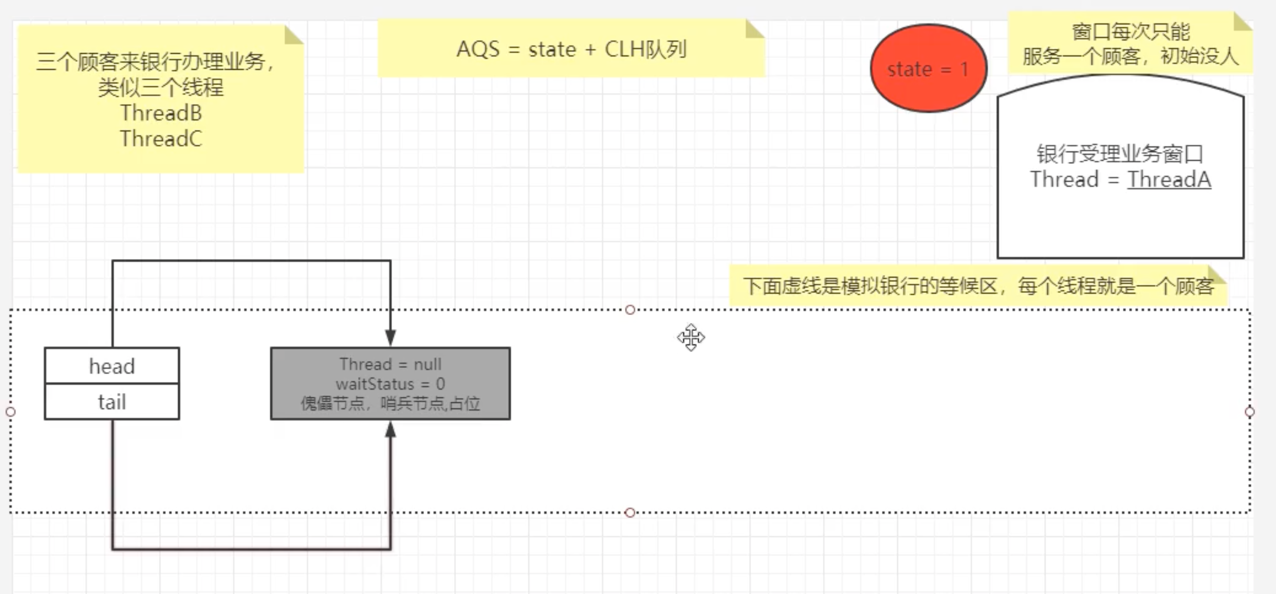 三个顾客来银行办理业务，
类似三个线程
ThreadB
ThreadC
AQS = state + CLH队列
state = 1
窗口每次只能
服务一个顾客，初始没人
银行受理业务窗口
Thread = ThreadA
下面虚线是模拟银行的等候区，每个线程就是一个顾客
head
tail
Thread = null
waitStatus = 0
傀儡节点，哨兵节点,占位